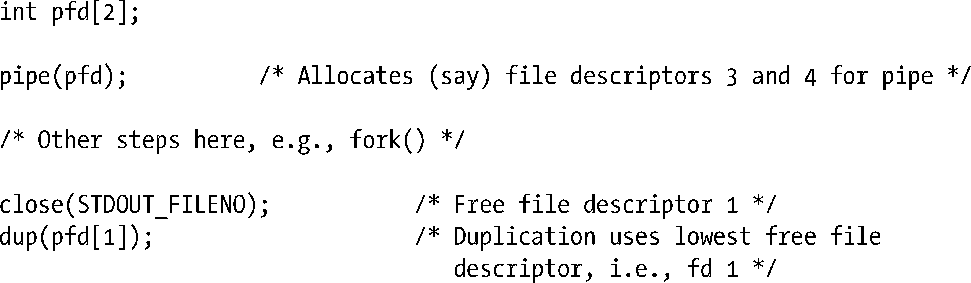 int pfd[2];
pipe(pfd); /* Allocates (say) file descriptors 3 and 4 for pipe */
/* Other steps here, e.g., fork() */
close(STDOUT_FILENO); /* Free file descriptor 1 */
dup(pfd[1]); /* Duplication uses lowest free file
descriptor, i.e., fd 1 */